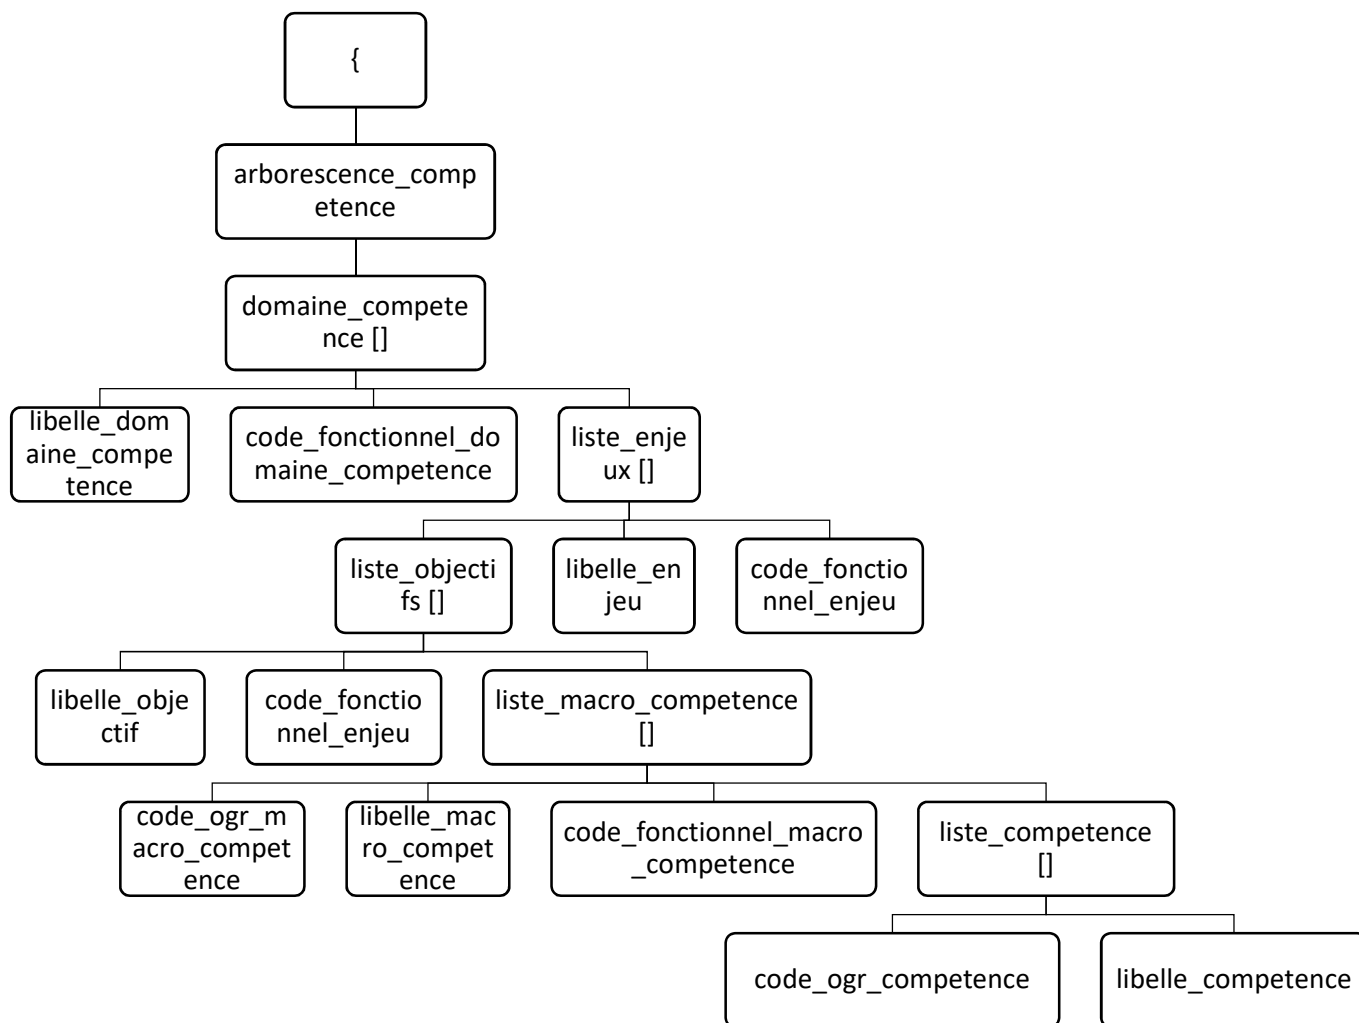 {
arborescence_comp
etence
domaine_compete
nce []
libelle_dom
aine_compe
tence
code_fonctionnel_do
maine_competence
liste_enje
ux []
liste_objecti
fs []
libelle_en
jeu
code_fonctio
nnel_enjeu
libelle_obje
ctif
code_fonctio
nnel_enjeu
liste_macro_competence
[]
code_ogr_m
acro_compet
ence
libelle_mac
ro_compet
ence
code_fonctionnel_macro
_competence
liste_competence
[]
code_ogr_competence
libelle_competence